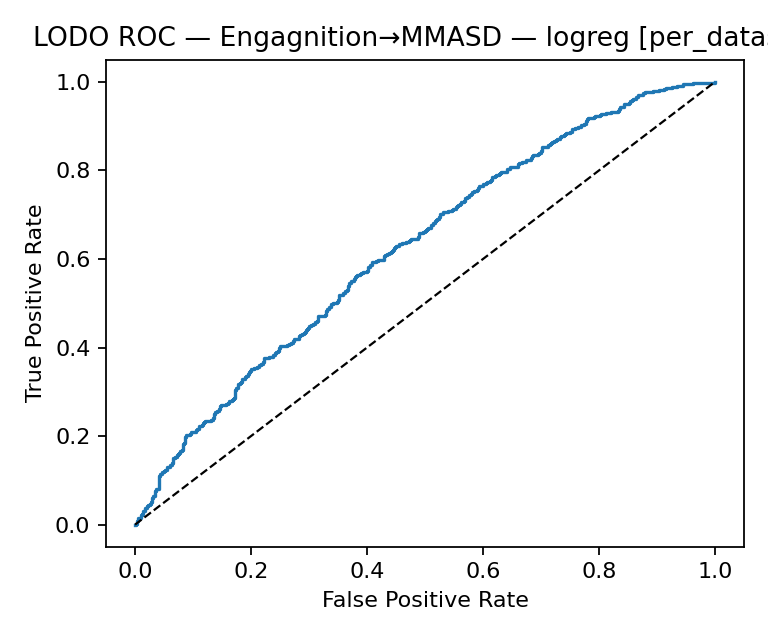 LODO ROC — Engagnition→MMASD — logreg [per_data
True Positive Rate
1.0
0.8
0.6
0.4
0.2
0.0
0.0 0.2 0.4 0.6 0.8 1.0
False Positive Rate